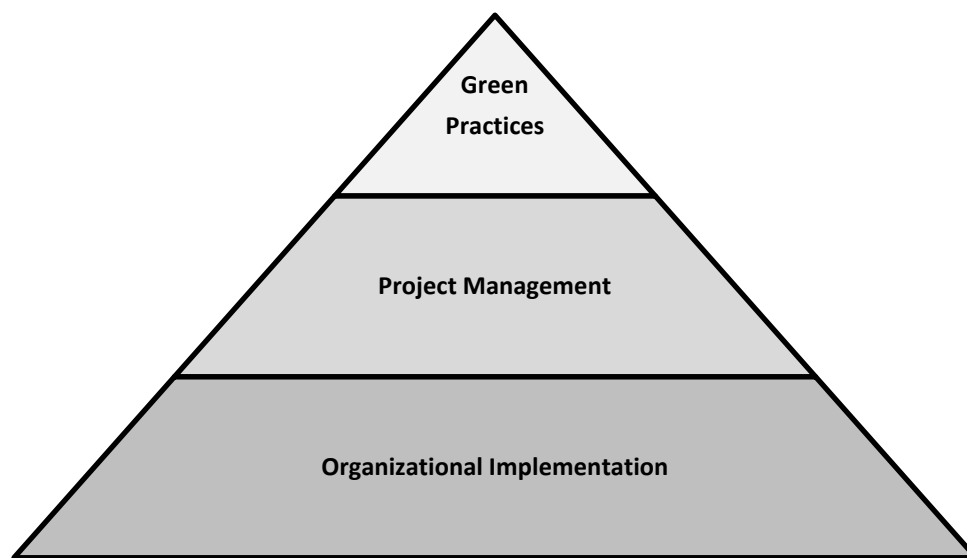 Green
Practices
Project Management
Organizational Implementation